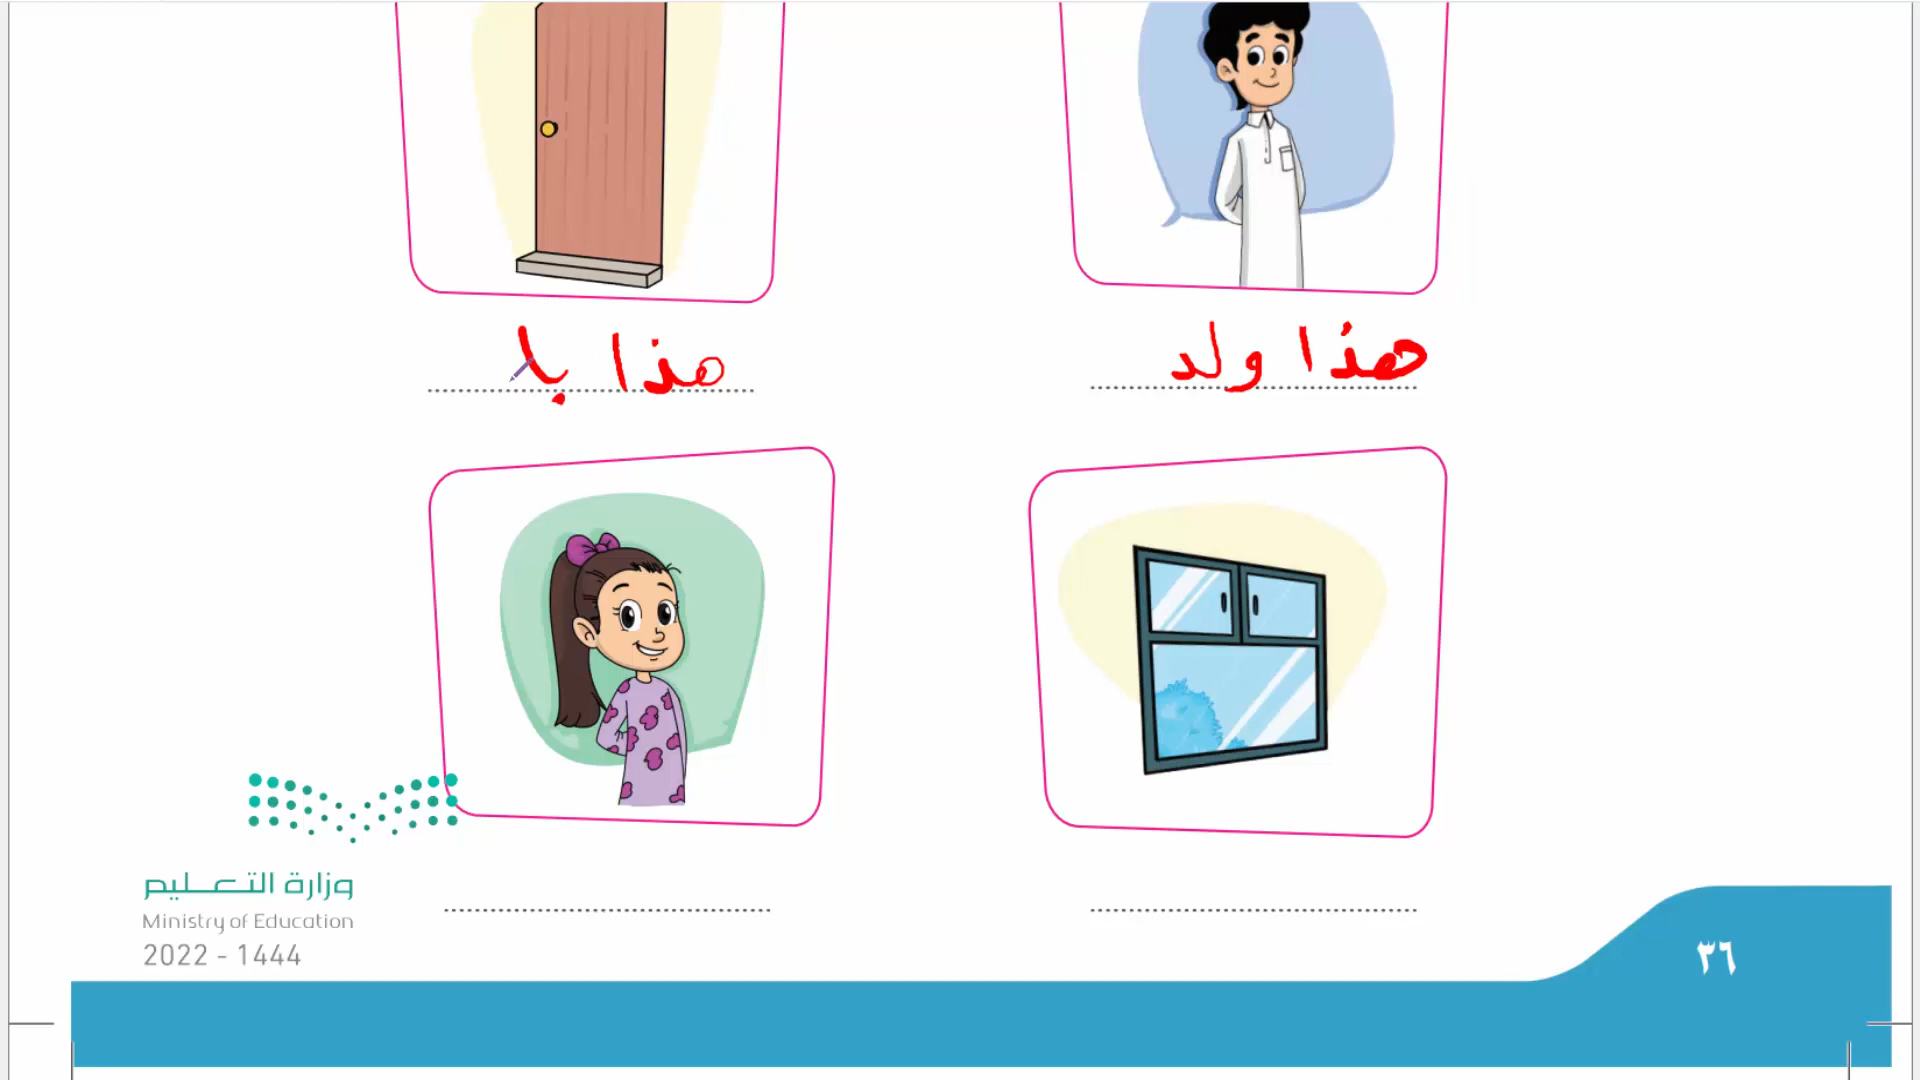 هذا ولد
هذا با
وزارة التعليم
Ministry of Education
2022 - 1444
٣٦